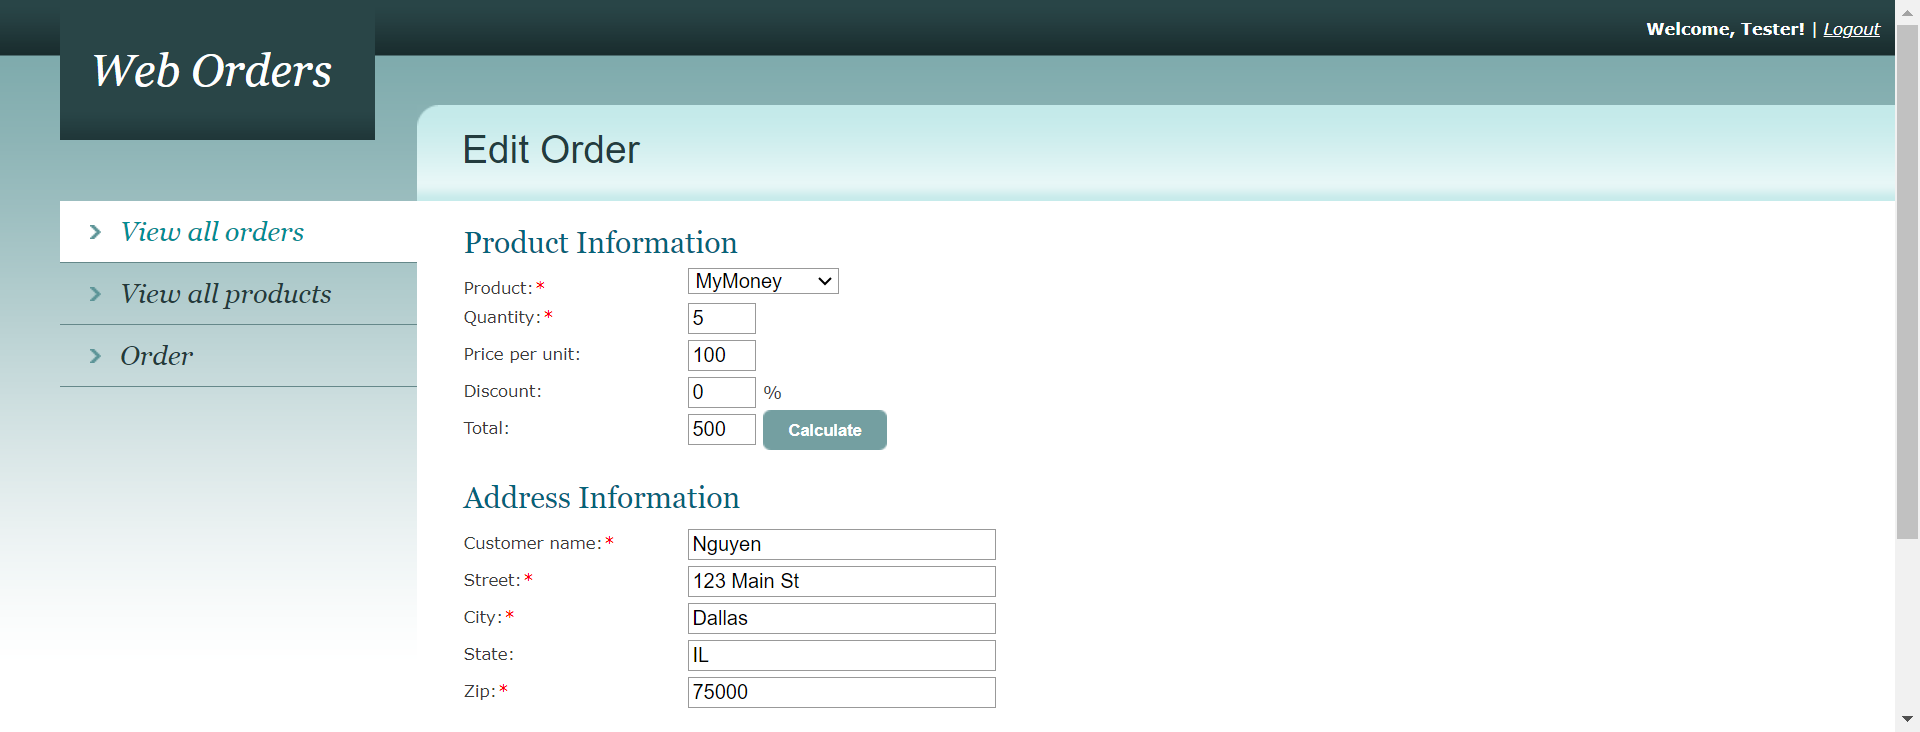 Welcome, Tester! | Logout
Web Orders
Edit Order
View all orders
View all products
Order
Product Information
Product:* MyMoney
Quantity:* 5
Price per unit: 100
Discount: 0 %
Total: 500 Calculate
Address Information
Customer name:* Nguyen
Street:* 123 Main St
City:* Dallas
State: IL
Zip:* 75000